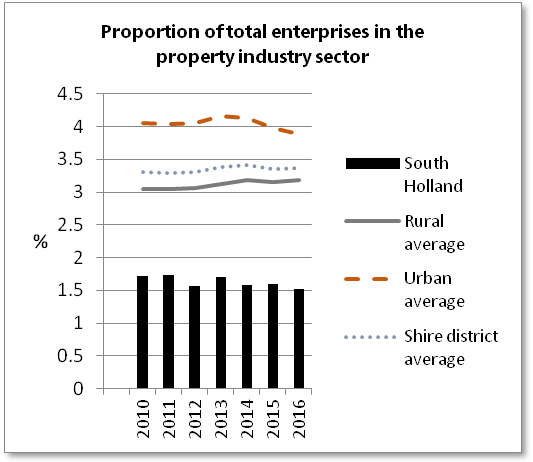 Proportion of total enterprises in the
property industry sector
4.5
4
3.5
3
2.5
2
1.5
1
0.5
0
%
2010
2011
2012
2013
2014
2015
2016
South
Holland
Rural
average
Urban
average
Shire district
average